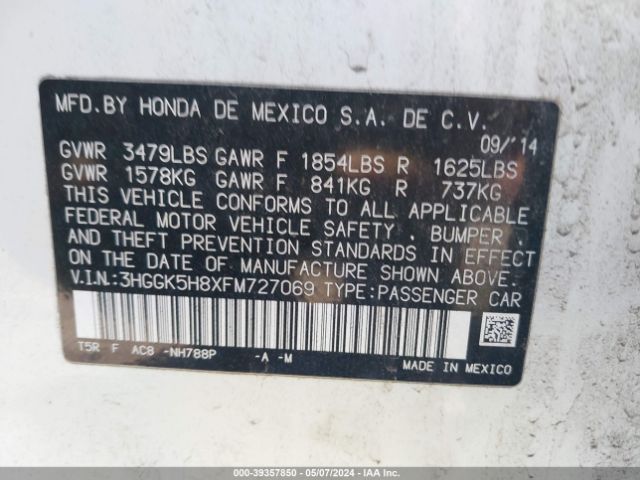 MFD.BY HONDA DE MEXICO S.A. DE C.V.
09/'14
GVWR 3479LBS GAWR F 1854LBS R 1625LBS
GVWR 1578KG GAWR F 841KG R 737KG
THIS VEHICLE CONFORMS TO ALL APPLICABLE
FEDERAL MOTOR VEHICLE SAFETY, BUMPER,
AND THEFT PREVENTION STANDARDS IN EFFECT
ON THE DATE OF MANUFACTURE SHOWN ABOVE.
V.I.N.:3HGGK5H8XFM727069 TYPE:PASSENGER CAR
T5R F AC8 -NH788P -A -M
MADE IN MEXICO
000-39357850 | 05/07/2024 | IAA Inc.